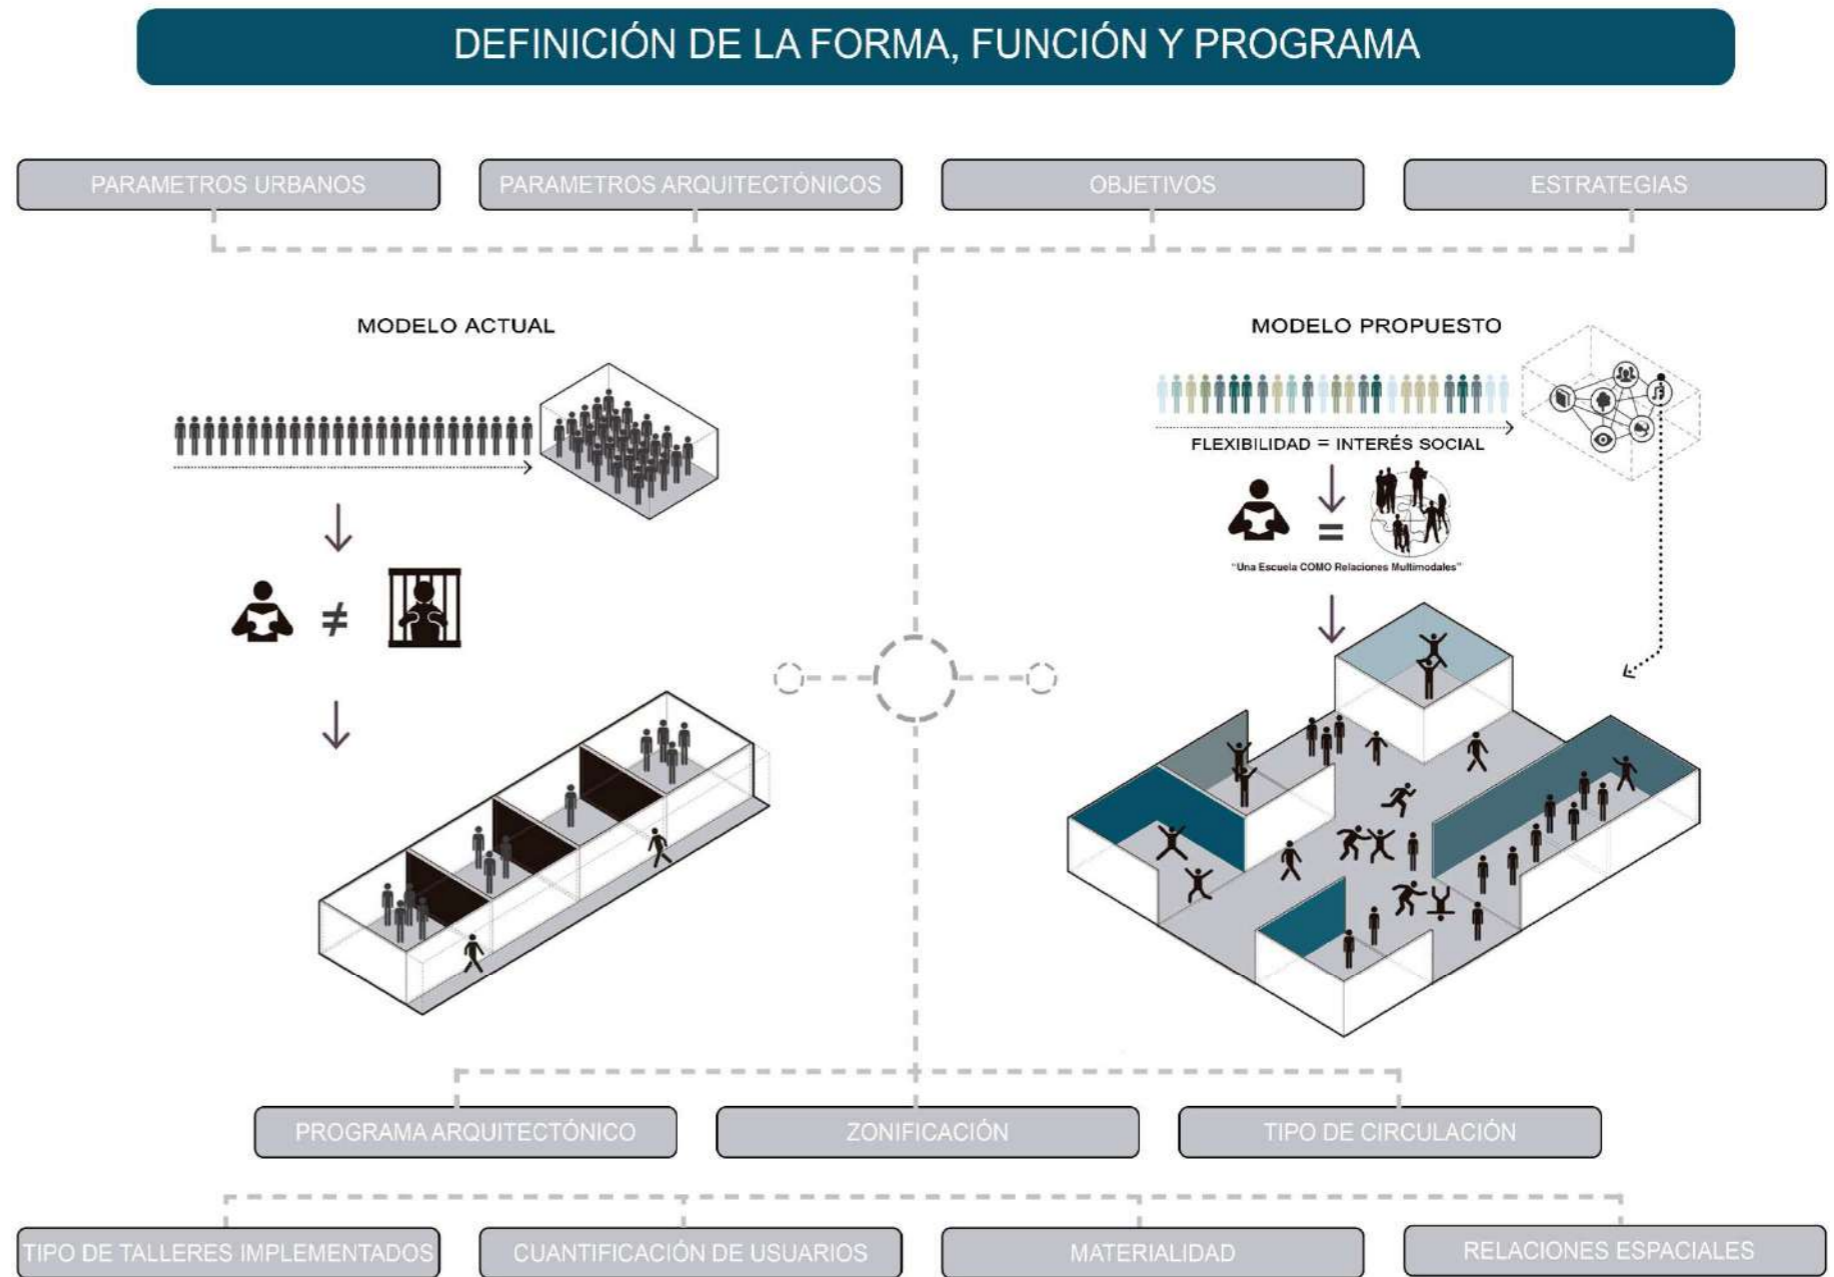 DEFINICIÓN DE LA FORMA, FUNCIÓN Y PROGRAMA
PARAMETROS URBANOS
PARAMETROS ARQUITECTÓNICOS
OBJETIVOS
ESTRATEGIAS
MODELO ACTUAL
≠
MODELO PROPUESTO
FLEXIBILIDAD = INTERÉS SOCIAL
=
"Una Escuela COMO Relaciones Multimodales"
PROGRAMA ARQUITECTÓNICO
ZONIFICACIÓN
TIPO DE CIRCULACIÓN
TIPO DE TALLERES IMPLEMENTADOS
CUANTIFICACIÓN DE USUARIOS
MATERIALIDAD
RELACIONES ESPACIALES